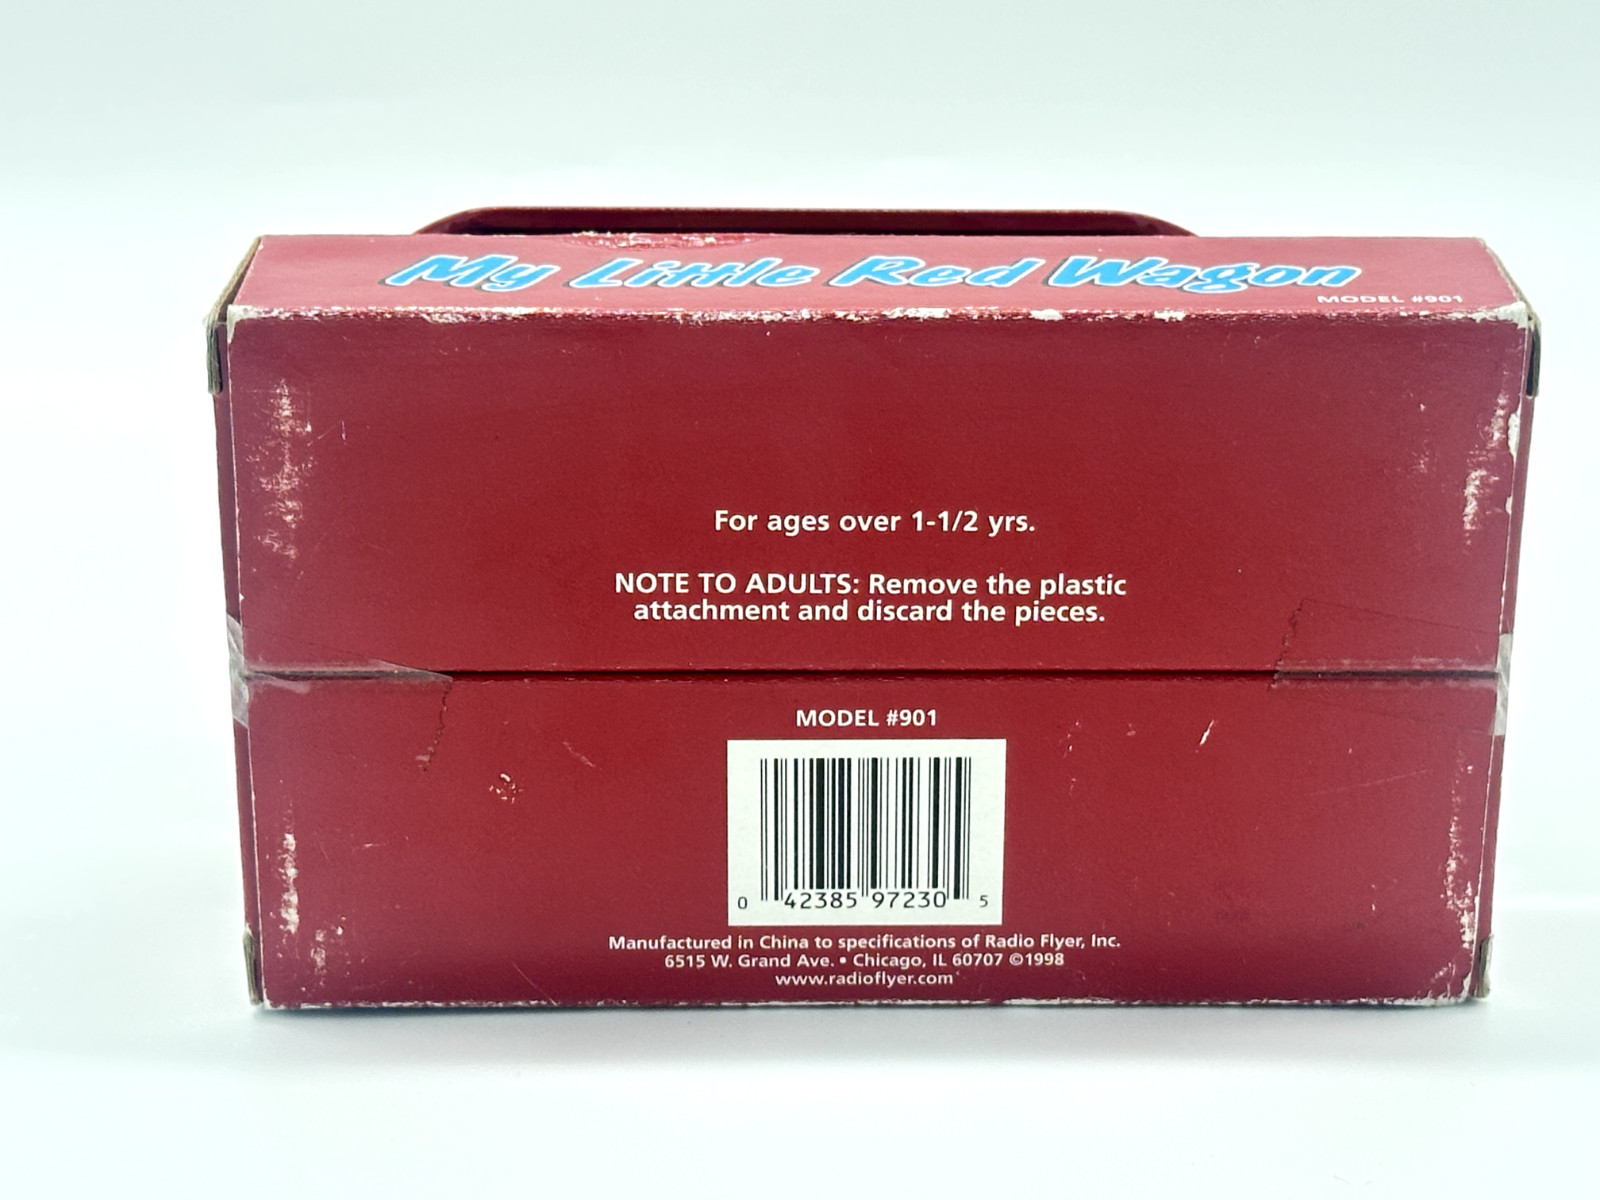 My Little Red Wagon
MODEL #901
For ages over 1-1/2 yrs.
NOTE TO ADULTS: Remove the plastic
attachment and discard the pieces.
MODEL #901
0 42385 97230 5
Manufactured in China to specifications of Radio Flyer, Inc.
6515 W. Grand Ave. • Chicago, IL 60707 ©1998
www.radioflyer.com